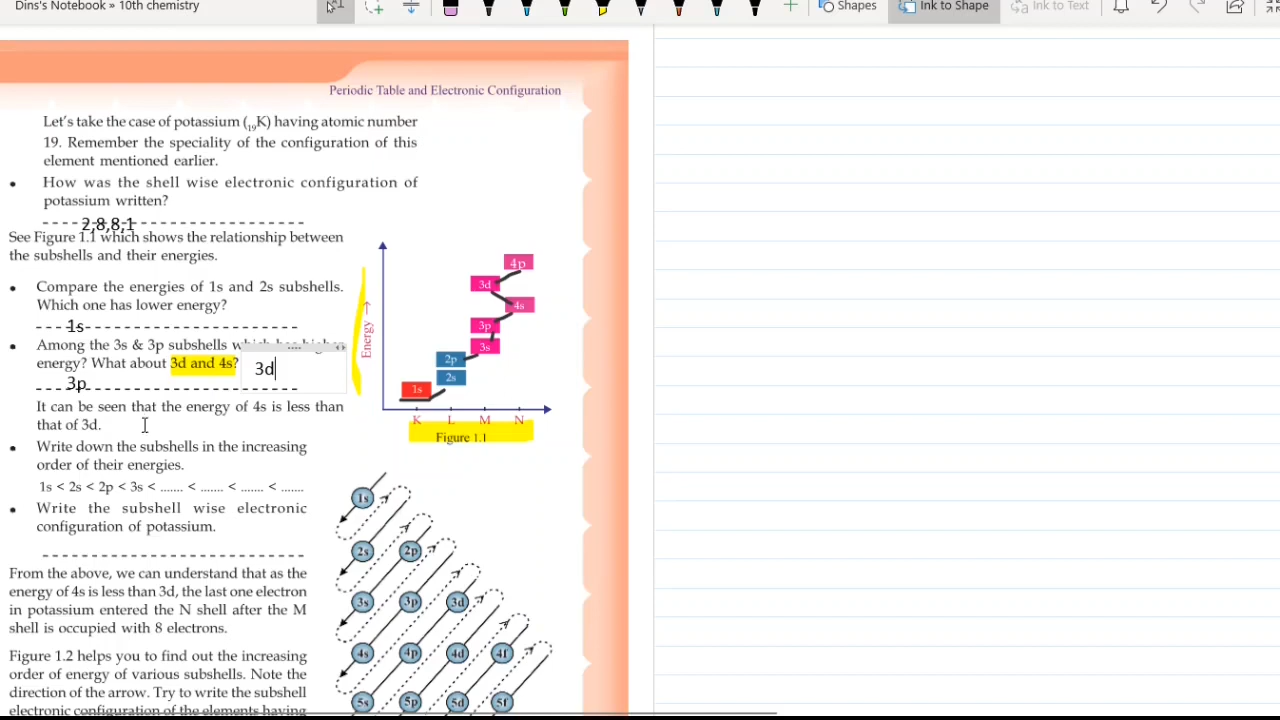 Din's Notebook » 10th chemistry
Shapes
Ink to Shape
Ink to Text
Periodic Table and Electronic Configuration
Let's take the case of potassium (19K) having atomic number
19. Remember the speciality of the configuration of this
element mentioned earlier.
• How was the shell wise electronic configuration of
potassium written?
2,8,8,1
See Figure 1.1 which shows the relationship between
the subshells and their energies.
• Compare the energies of 1s and 2s subshells.
Which one has lower energy?
1s
• Among the 3s & 3p subshells which has higher
energy? What about 3d and 4s?
3d
3p
It can be seen that the energy of 4s is less than
that of 3d.
• Write down the subshells in the increasing
order of their energies.
1s < 2s < 2p < 3s < ....... < ....... < ....... < .......
• Write the subshell wise electronic
configuration of potassium.
From the above, we can understand that as the
energy of 4s is less than 3d, the last one electron
in potassium entered the N shell after the M
shell is occupied with 8 electrons.
Figure 1.2 helps you to find out the increasing
order of energy of various subshells. Note the
direction of the arrow. Try to write the subshell
electronic configuration of the elements having
Energy →
4p
3d
4s
3p
3s
2p
2s
1s
K L M N
Figure 1.1
1s
2s 2p
3s 3p 3d
4s 4p 4d 4f
5s 5p 5d 5f